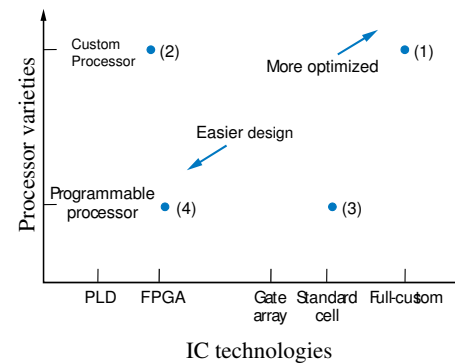 Custom
Processor
(2)
(1)
More optimized
Easier design
Processor varieties
Programmable
processor
(4)
(3)
PLD
FPGA
Gate
array
Standard
cell
Full-custom
IC technologies